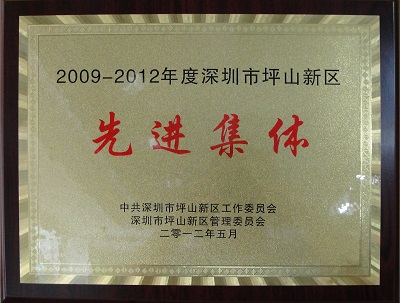 2009-2012年度深圳市坪山新区
先进集体
中共深圳市坪山新区工作委员会
深圳市坪山新区管理委员会
二零一二年五月